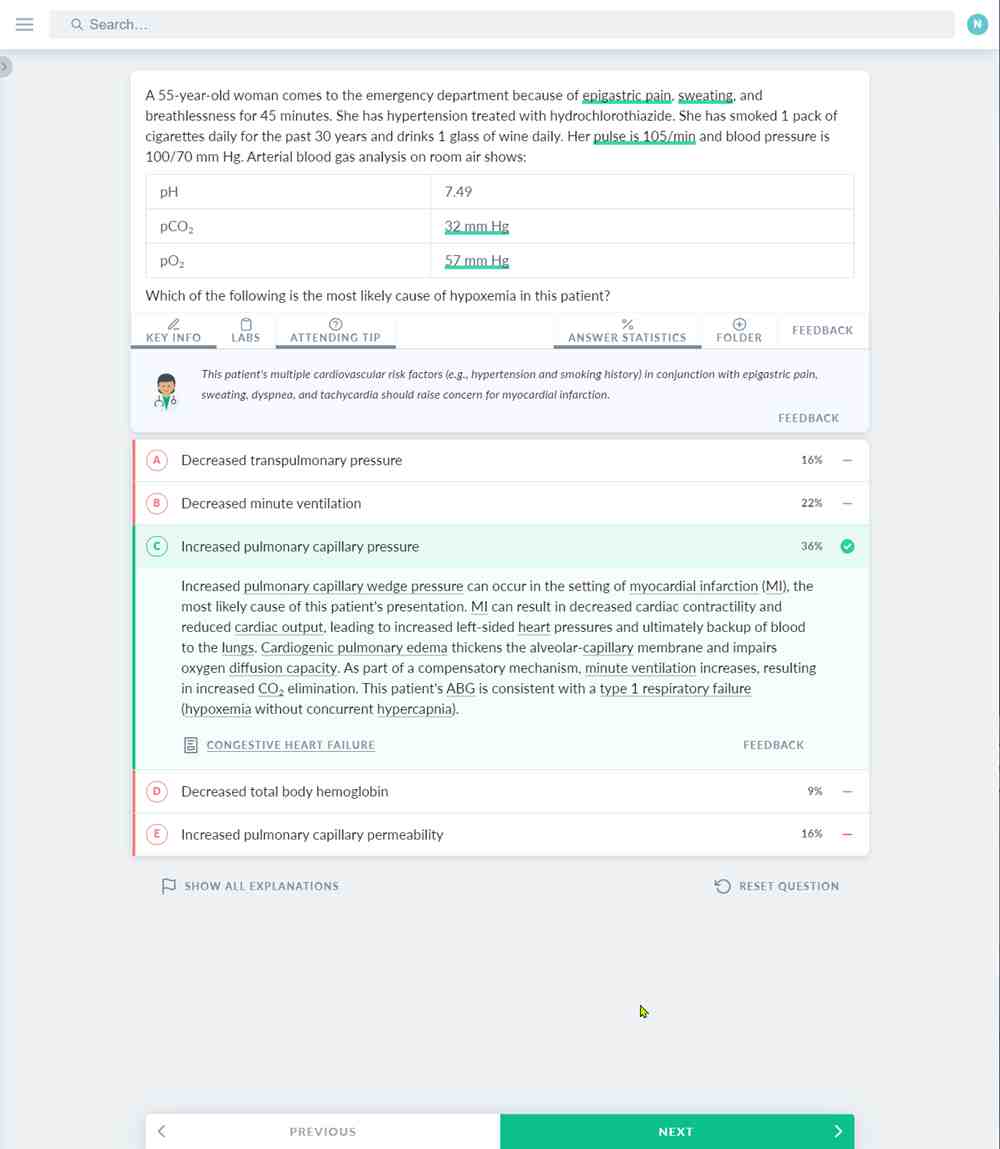 Search...
N
A 55-year-old woman comes to the emergency department because of epigastric pain, sweating, and
breathlessness for 45 minutes. She has hypertension treated with hydrochlorothiazide. She has smoked 1 pack of
cigarettes daily for the past 30 years and drinks 1 glass of wine daily. Her pulse is 105/min and blood pressure is
100/70 mm Hg. Arterial blood gas analysis on room air shows:
pH 7.49
pCO₂ 32 mm Hg
pO₂ 57 mm Hg
Which of the following is the most likely cause of hypoxemia in this patient?
KEY INFO LABS ATTENDING TIP % ANSWER STATISTICS FOLDER FEEDBACK
This patient's multiple cardiovascular risk factors (e.g., hypertension and smoking history) in conjunction with epigastric pain,
sweating, dyspnea, and tachycardia should raise concern for myocardial infarction.
FEEDBACK
A Decreased transpulmonary pressure 16%
B Decreased minute ventilation 22%
C Increased pulmonary capillary pressure 36%
Increased pulmonary capillary wedge pressure can occur in the setting of myocardial infarction (MI), the
most likely cause of this patient's presentation. MI can result in decreased cardiac contractility and
reduced cardiac output, leading to increased left-sided heart pressures and ultimately backup of blood
to the lungs. Cardiogenic pulmonary edema thickens the alveolar-capillary membrane and impairs
oxygen diffusion capacity. As part of a compensatory mechanism, minute ventilation increases, resulting
in increased CO₂ elimination. This patient's ABG is consistent with a type 1 respiratory failure
(hypoxemia without concurrent hypercapnia).
CONGESTIVE HEART FAILURE FEEDBACK
D Decreased total body hemoglobin 9%
E Increased pulmonary capillary permeability 16%
SHOW ALL EXPLANATIONS RESET QUESTION
PREVIOUS NEXT